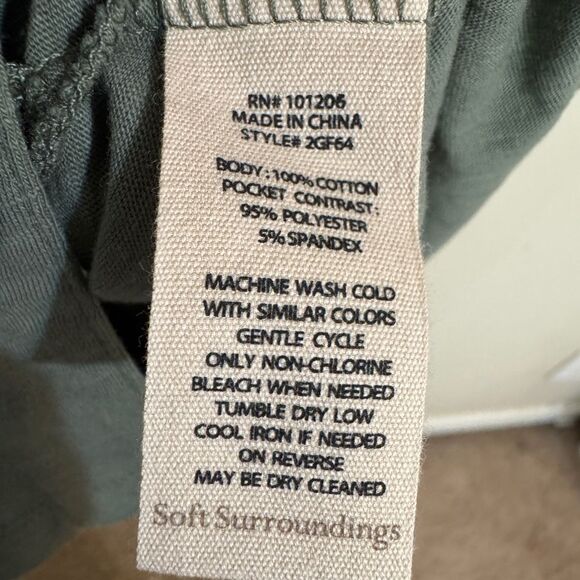 RN# 101206
MADE IN CHINA
STYLE# 2GF64
BODY: 100% COTTON
POCKET CONTRAST:
95% POLYESTER
5% SPANDEX
MACHINE WASH COLD
WITH SIMILAR COLORS
GENTLE CYCLE
ONLY NON-CHLORINE
BLEACH WHEN NEEDED
TUMBLE DRY LOW
COOL IRON IF NEEDED
ON REVERSE
MAY BE DRY CLEANED
Soft Surroundings